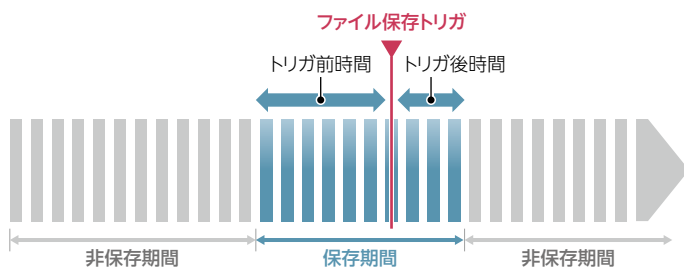 ファイル保存トリガ
トリガ前時間
トリガ後時間
非保存期間
保存期間
非保存期間